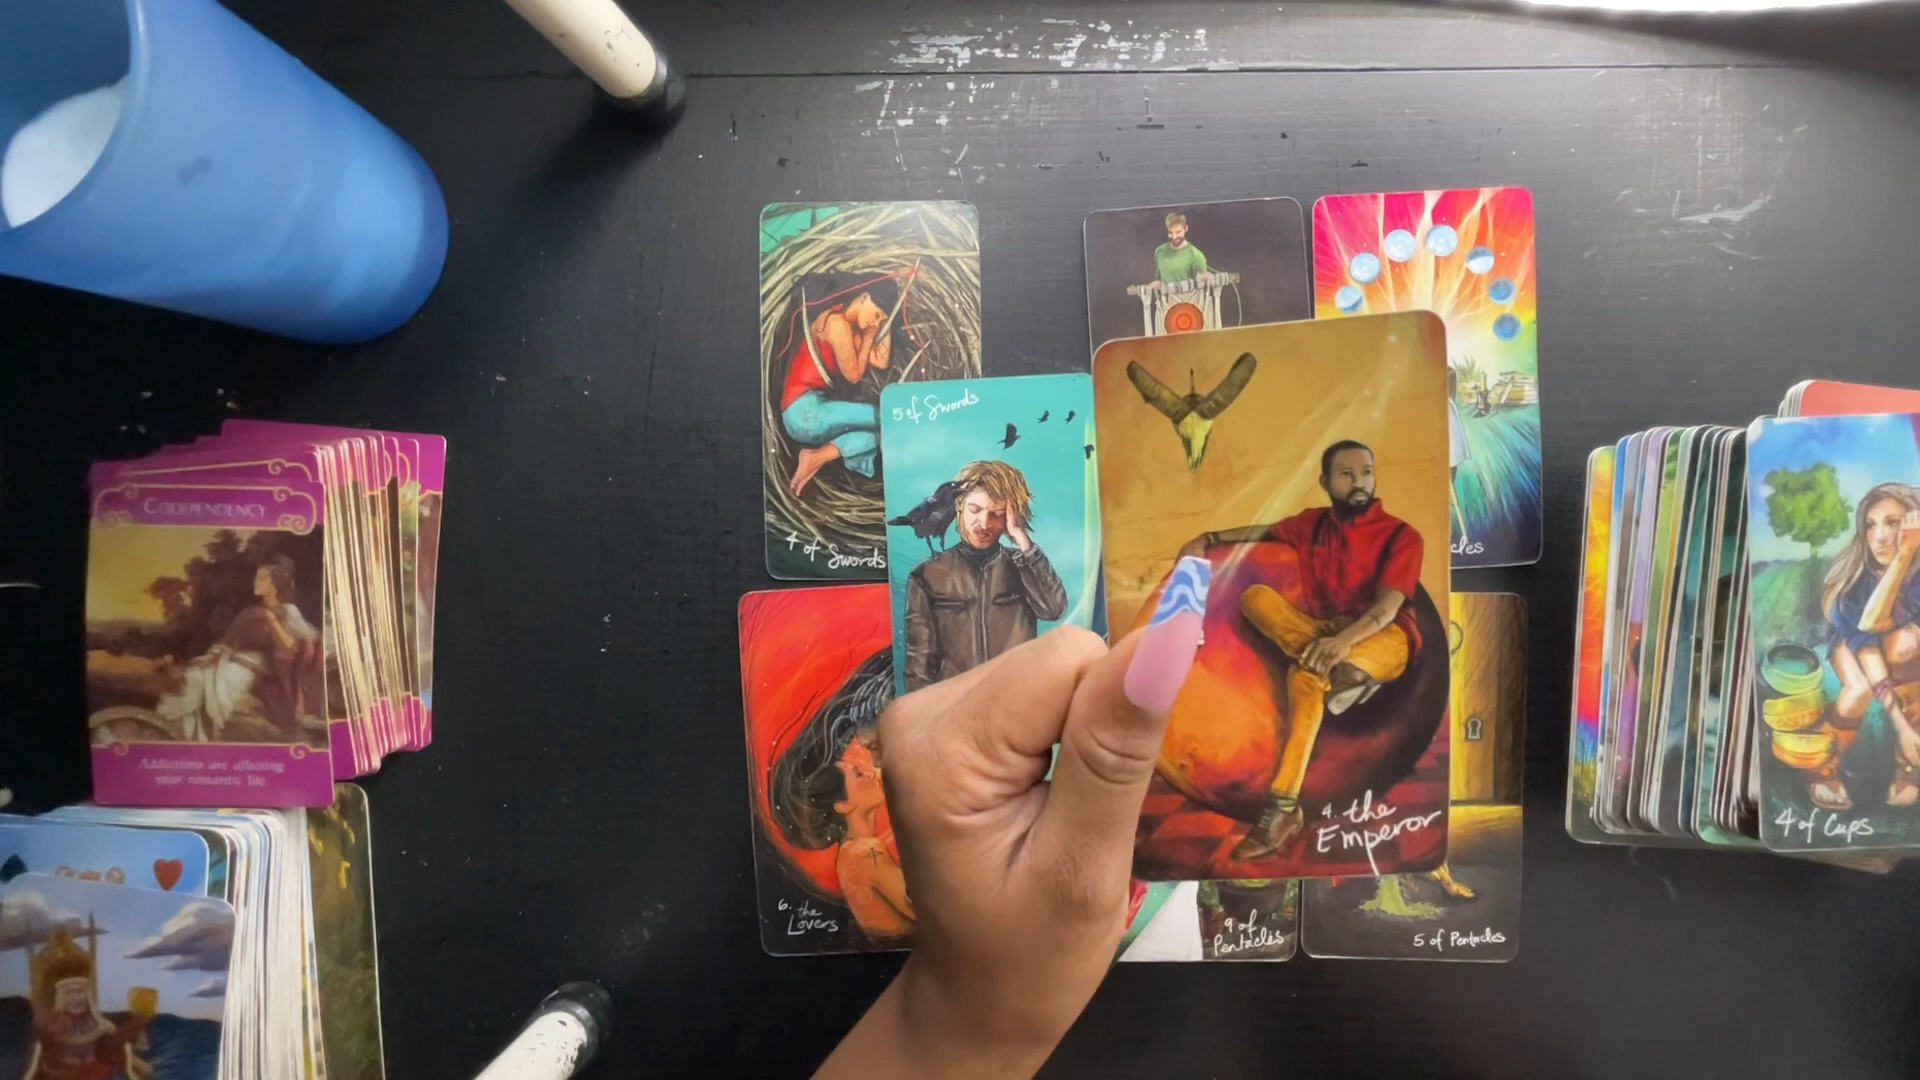 5 of Swords
CODEPENDENCY
4 of Swords
cles
Addictions are affecting
your romantic life.
4. the
Emperor
4 of Cups
6. the
Lovers
9 of
Pentacles
5 of Pentacles